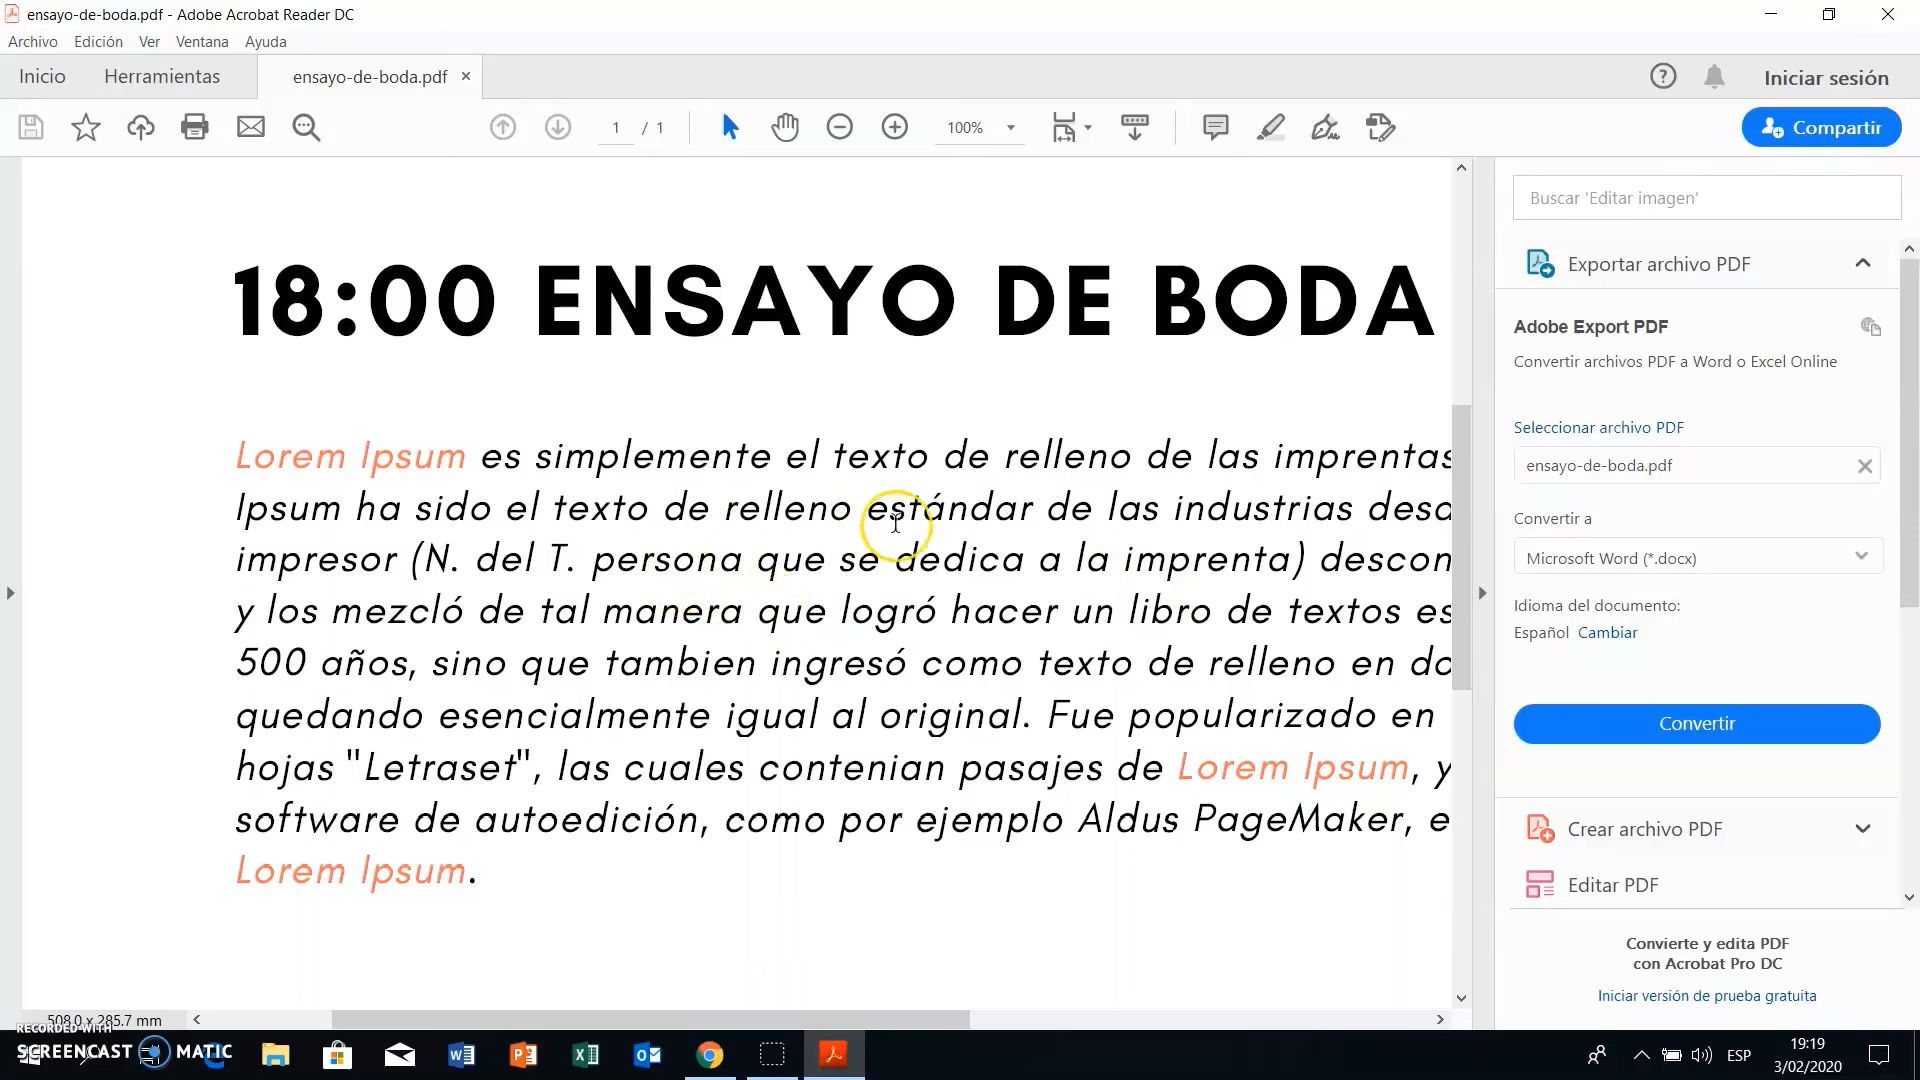 ensayo-de-boda.pdf - Adobe Acrobat Reader DC
Archivo Edición Ver Ventana Ayuda
Inicio Herramientas ensayo-de-boda.pdf Iniciar sesión
1 / 1 100% Compartir
Buscar 'Editar imagen'
Exportar archivo PDF
Adobe Export PDF
Convertir archivos PDF a Word o Excel Online
Seleccionar archivo PDF
ensayo-de-boda.pdf
Convertir a
Microsoft Word (*.docx)
Idioma del documento:
Español Cambiar
Convertir
Crear archivo PDF
Editar PDF
Convierte y edita PDF
con Acrobat Pro DC
Iniciar versión de prueba gratuita
18:00 ENSAYO DE BODA
Lorem Ipsum es simplemente el texto de relleno de las imprentas
Ipsum ha sido el texto de relleno estándar de las industrias desd
impresor (N. del T. persona que se dedica a la imprenta) descon
y los mezcló de tal manera que logró hacer un libro de textos es
500 años, sino que tambien ingresó como texto de relleno en do
quedando esencialmente igual al original. Fue popularizado en
hojas "Letraset", las cuales contenian pasajes de Lorem Ipsum, y
software de autoedición, como por ejemplo Aldus PageMaker, e
Lorem Ipsum.
508,0 x 285,7 mm
RECORDED WITH
SCREENCAST MATIC
ESP
19:19
3/02/2020